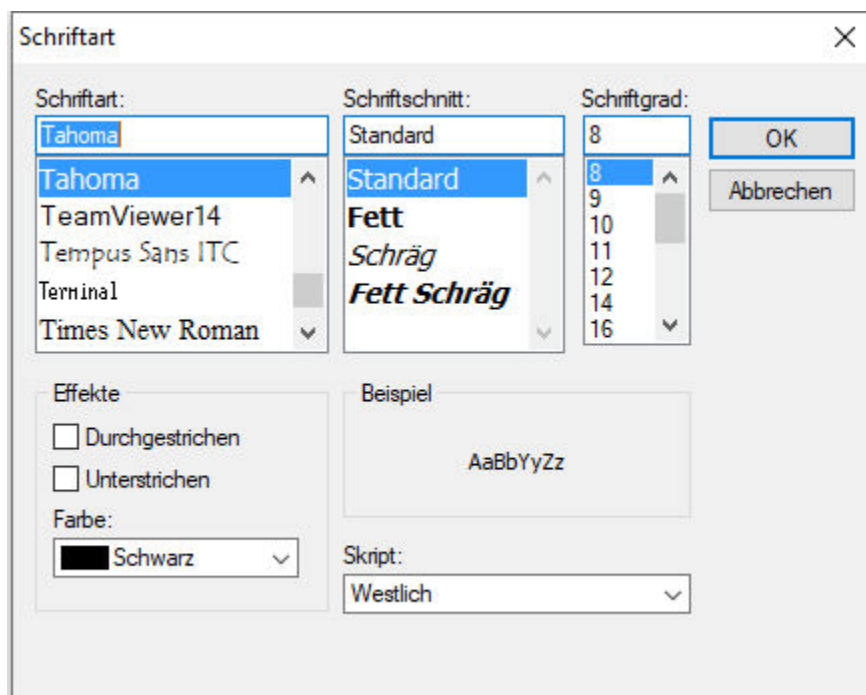 Schriftart
Schriftart:
Schriftschnitt:
Schriftgrad:
Tahoma
Standard
8
OK
Abbrechen
Tahoma
TeamViewer14
Tempus Sans ITC
Terminal
Times New Roman
Standard
Fett
Schräg
Fett Schräg
8
9
10
11
12
14
16
Effekte
Durchgestrichen
Unterstrichen
Farbe:
Schwarz
Beispiel
AaBbYyZz
Skript:
Westlich